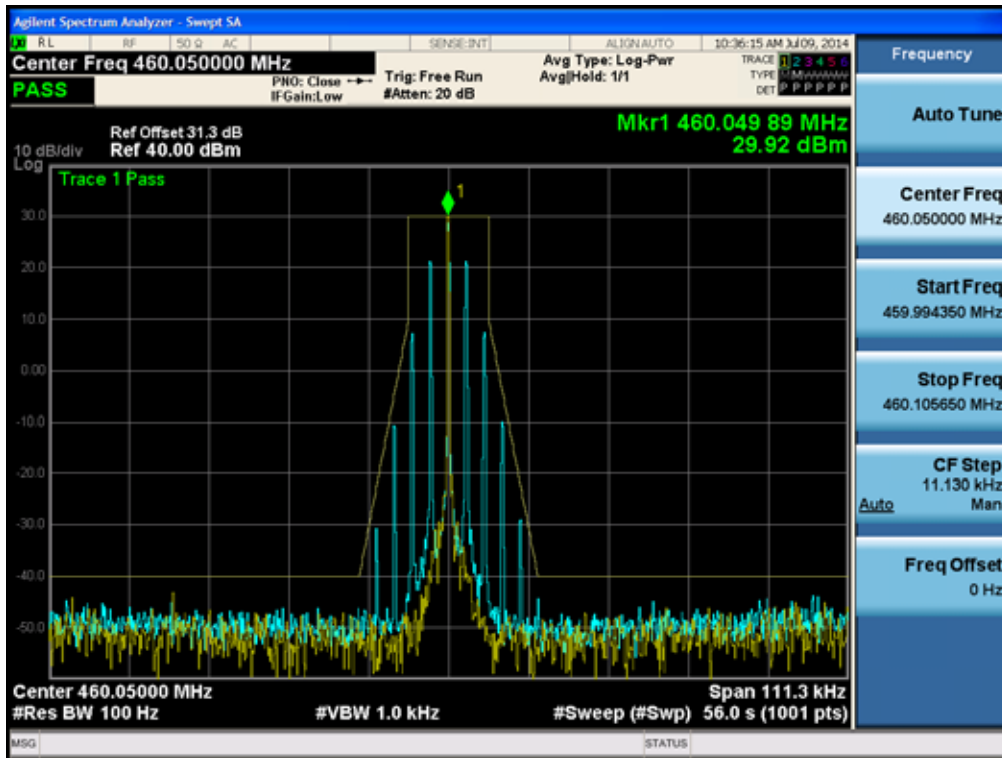 Agilent Spectrum Analyzer - Swept SA
RL RF 50 Ω AC SENSE:INT ALIGN AUTO 10:36:15 AM Jul 09, 2014
Center Freq 460.050000 MHz
PASS
PNO: Close
IFGain:Low
Trig: Free Run
#Atten: 20 dB
Avg Type: Log-Pwr
Avg|Hold: 1/1
TRACE 1 2 3 4 5 6
TYPE
DET P P P P P P
Ref Offset 31.3 dB
10 dB/div Ref 40.00 dBm
Log
Mkr1 460.049 89 MHz
29.92 dBm
Trace 1 Pass
1
30.0
20.0
10.0
0.00
-10.0
-20.0
-30.0
-40.0
-50.0
Center 460.05000 MHz Span 111.3 kHz
#Res BW 100 Hz #VBW 1.0 kHz #Sweep (#Swp) 56.0 s (1001 pts)
MSG STATUS
Frequency
Auto Tune
Center Freq
460.050000 MHz
Start Freq
459.994350 MHz
Stop Freq
460.105650 MHz
CF Step
11.130 kHz
Auto Man
Freq Offset
0 Hz